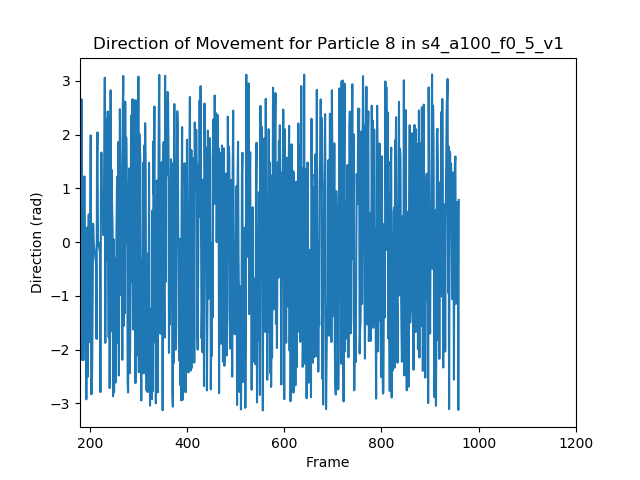 Direction of Movement for Particle 8 in s4_a100_f0_5_v1
3
2
1
0
−1
−2
−3
Direction (rad)
200 400 600 800 1000 1200
Frame